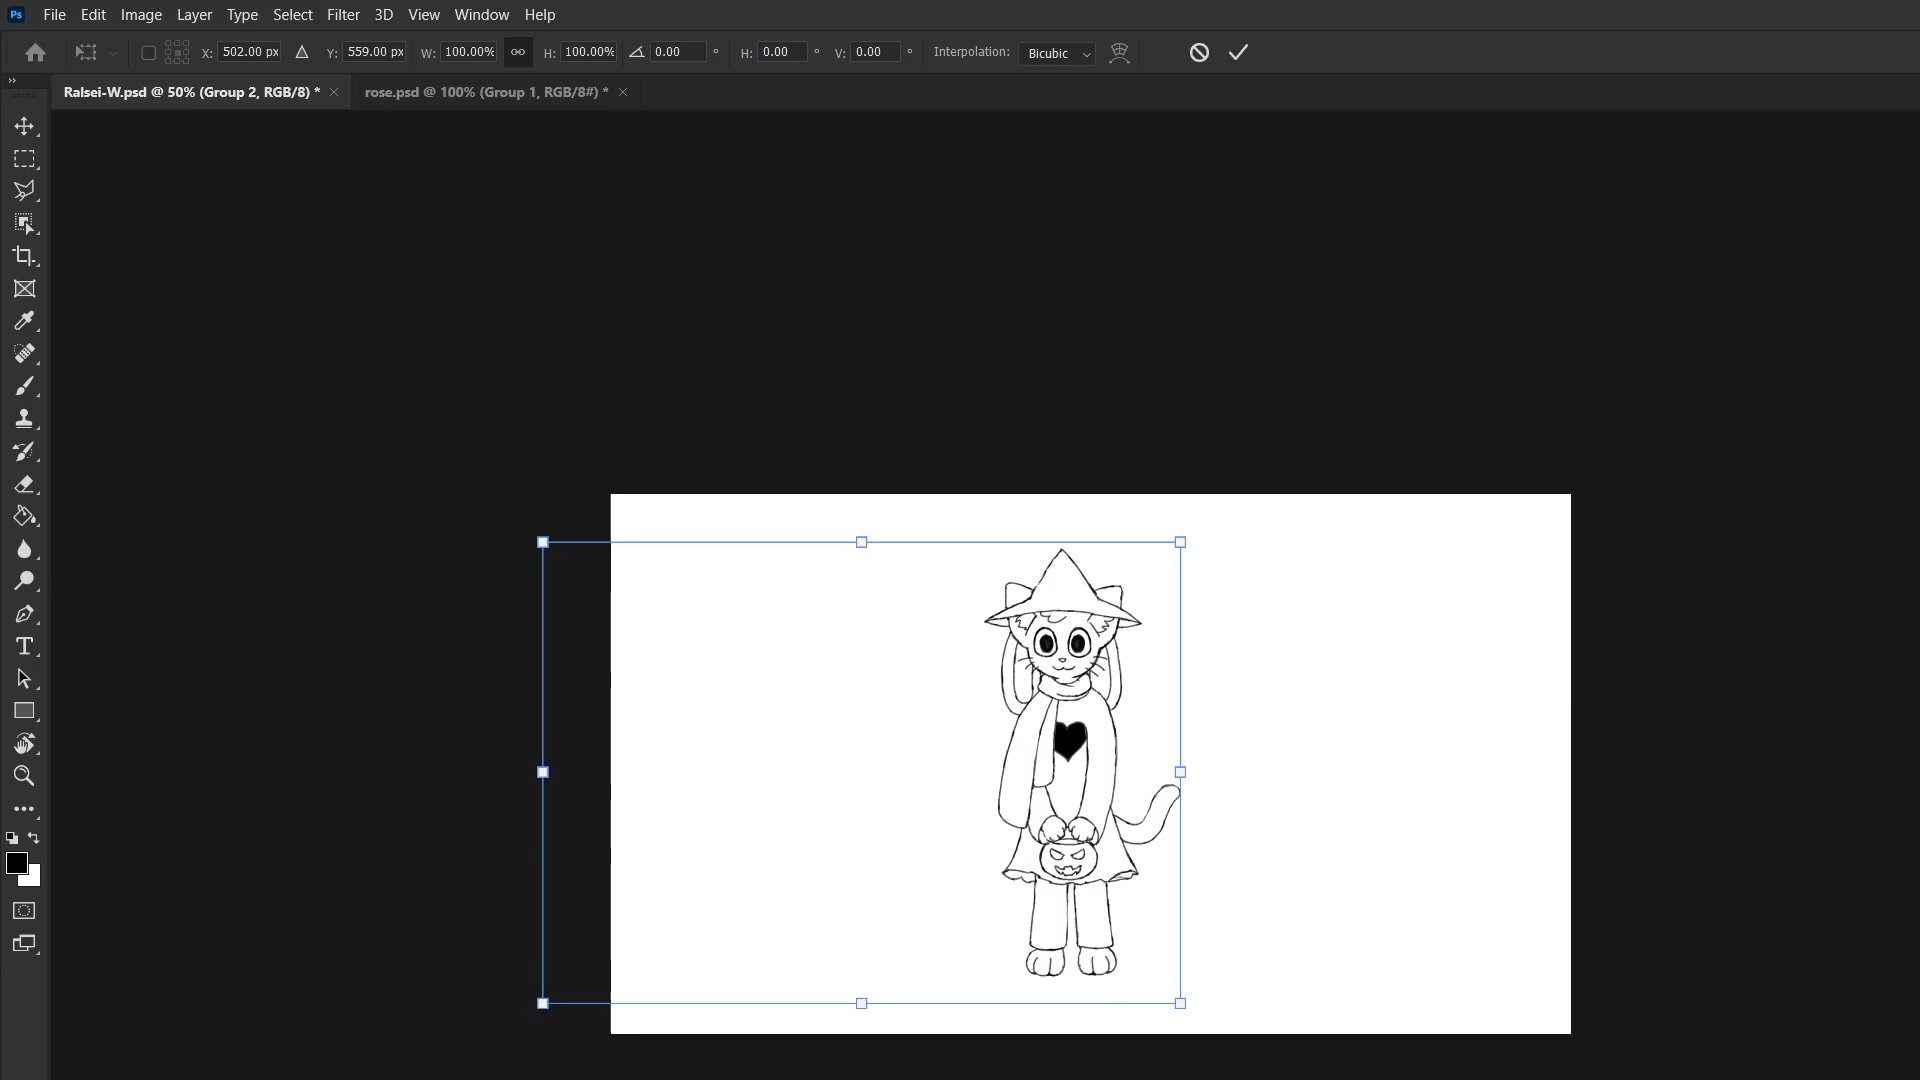 Ps File Edit Image Layer Type Select Filter 3D View Window Help
X: 502.00 px Y: 559.00 px W: 100.00% H: 100.00% 0.00 ° H: 0.00 ° V: 0.00 ° Interpolation: Bicubic
Ralsei-W.psd @ 50% (Group 2, RGB/8) * × rose.psd @ 100% (Group 1, RGB/8#) * ×